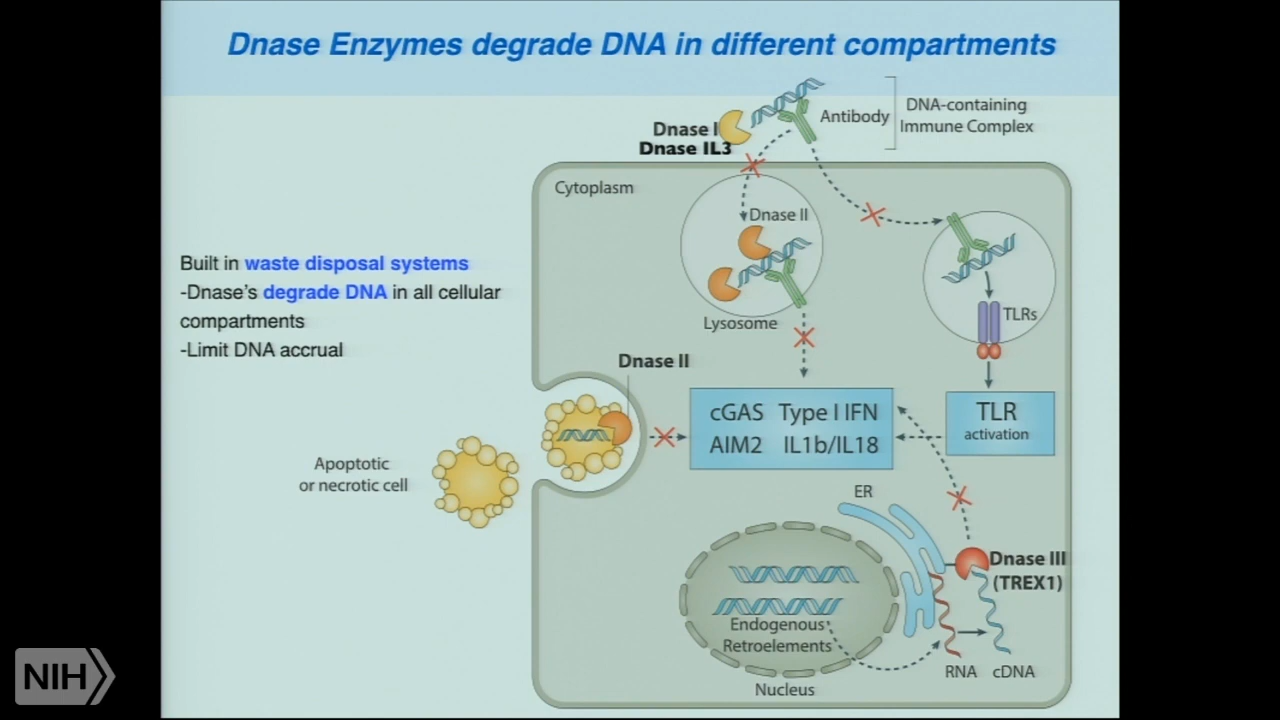 Dnase Enzymes degrade DNA in different compartments
Dnase I
Dnase IL3
Antibody
DNA-containing
Immune Complex
Cytoplasm
Dnase II
Built in waste disposal systems
-Dnase's degrade DNA in all cellular
compartments
-Limit DNA accrual
Lysosome
TLRs
Dnase II
cGAS Type I IFN
AIM2 IL1b/IL18
TLR
activation
Apoptotic
or necrotic cell
ER
Dnase III
(TREX1)
Endogenous
Retroelements
RNA cDNA
Nucleus
NIH